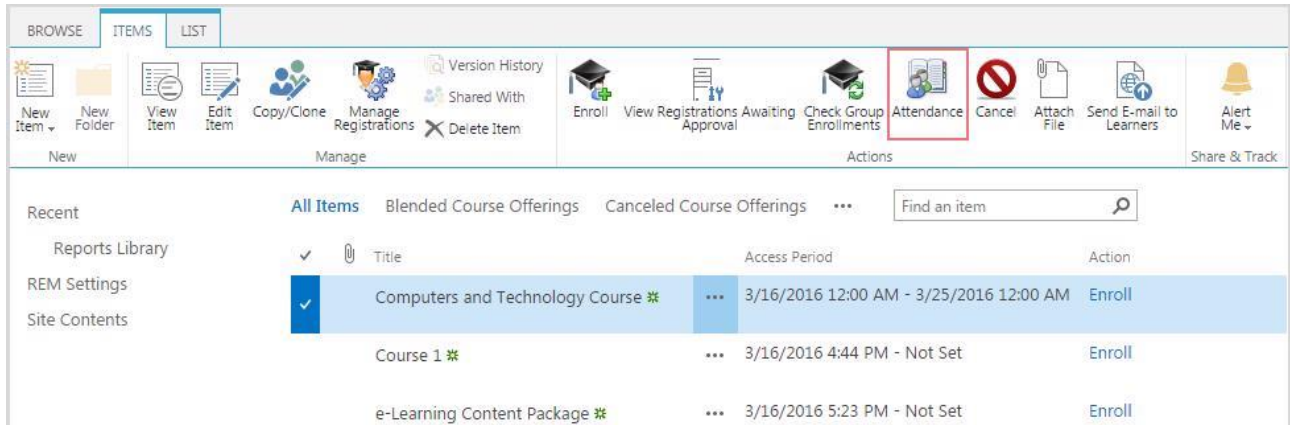 BROWSE ITEMS LIST
New Item
New Folder
View Item
Edit Item
Copy/Clone
Manage Registrations
Version History
Shared With
Delete Item
Enroll
View Registrations Awaiting Approval
Check Group Enrollments
Attendance
Cancel
Attach File
Send E-mail to Learners
Alert Me
New
Manage
Actions
Share & Track
Recent
Reports Library
REM Settings
Site Contents
All Items Blended Course Offerings Canceled Course Offerings ••• Find an item
Title Access Period Action
Computers and Technology Course ••• 3/16/2016 12:00 AM - 3/25/2016 12:00 AM Enroll
Course 1 ••• 3/16/2016 4:44 PM - Not Set Enroll
e-Learning Content Package ••• 3/16/2016 5:23 PM - Not Set Enroll